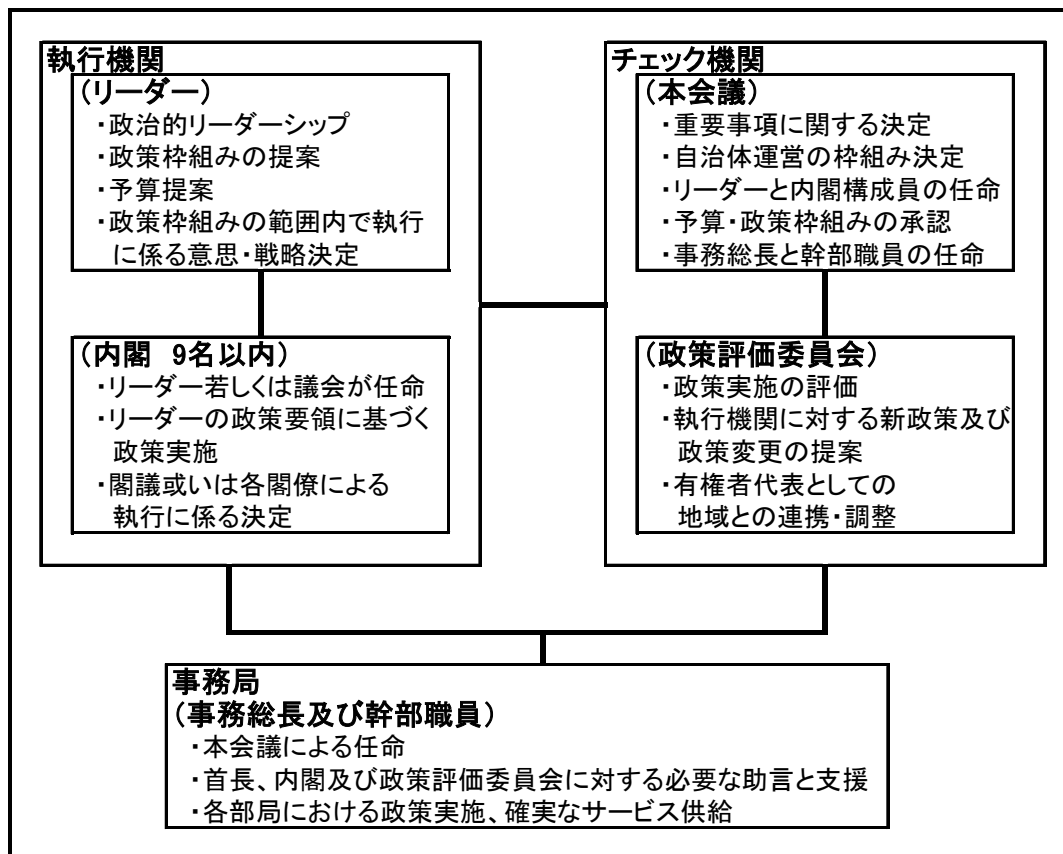 執行機関
(リーダー)
・政治的リーダーシップ
・政策枠組みの提案
・予算提案
・政策枠組みの範囲内で執行
に係る意思・戦略決定
(内閣 9名以内)
・リーダー若しくは議会が任命
・リーダーの政策要領に基づく
政策実施
・閣議或いは各閣僚による
執行に係る決定
チェック機関
(本会議)
・重要事項に関する決定
・自治体運営の枠組み決定
・リーダーと内閣構成員の任命
・予算・政策枠組みの承認
・事務総長と幹部職員の任命
(政策評価委員会)
・政策実施の評価
・執行機関に対する新政策及び
政策変更の提案
・有権者代表としての
地域との連携・調整
事務局
(事務総長及び幹部職員)
・本会議による任命
・首長、内閣及び政策評価委員会に対する必要な助言と支援
・各部局における政策実施、確実なサービス供給